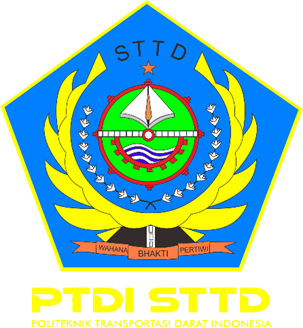 STTD
WAHANA BHAKTI PERTIWI
PTDI STTD
POLITEKNIK TRANSPORTASI DARAT INDONESIA